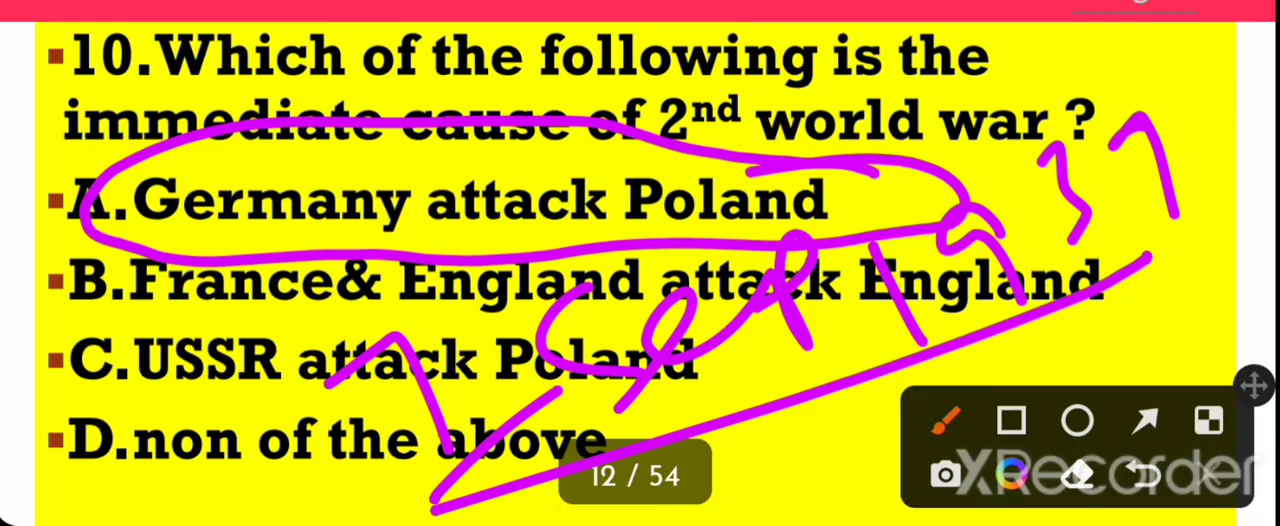 ▪10.Which of the following is the
immediate cause of 2nd world war ?
▪A.Germany attack Poland
▪B.France& England attack England
▪C.USSR attack Poland
▪D.non of the above
1 Sept 1939
12 / 54
XRecorder